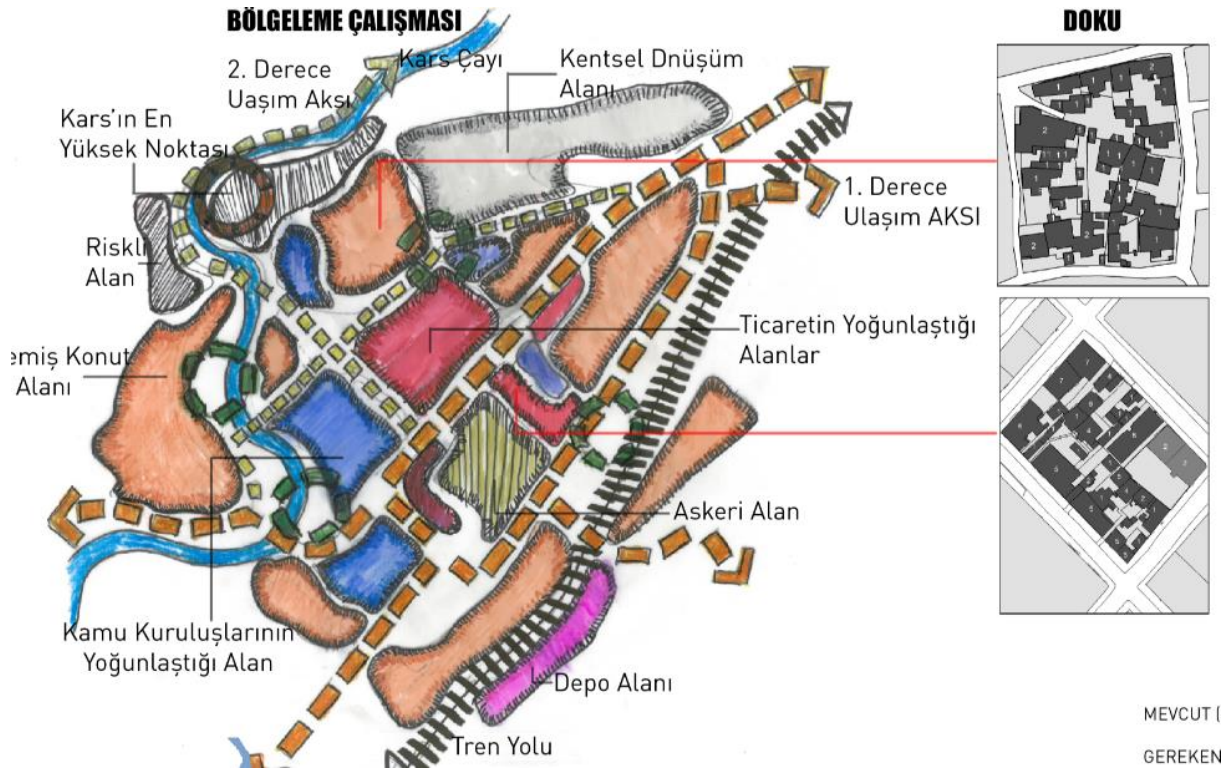 BÖLGELEME ÇALIŞMASI
DOKU
2. Derece
Uaşım Aksı
Kars Çayı
Kentsel Dnüşüm
Alanı
Kars'ın En
Yüksek Noktası
1. Derece
Ulaşım AKSI
Riskli
Alan
Ticaretin Yoğunlaştığı
Alanlar
emiş Konut
Alanı
Askeri Alan
Kamu Kuruluşlarının
Yoğunlaştığı Alan
Depo Alanı
Tren Yolu
MEVCUT (
GEREKEN